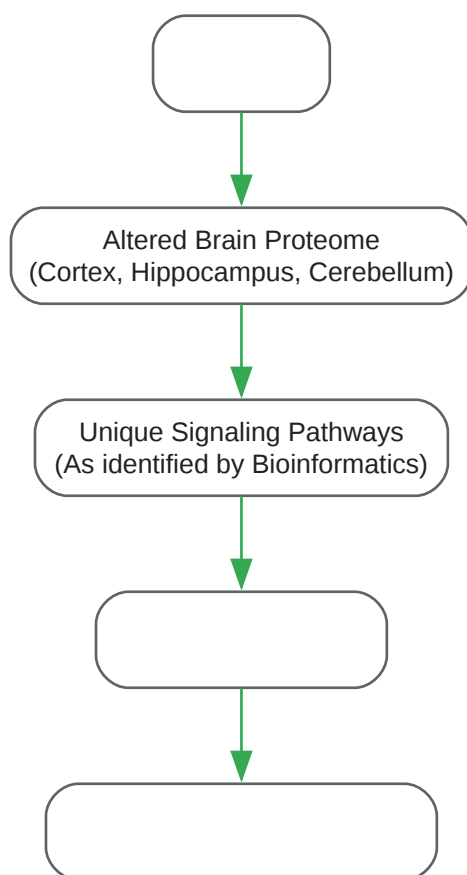 Altered Brain Proteome
(Cortex, Hippocampus, Cerebellum)
Unique Signaling Pathways
(As identified by Bioinformatics)